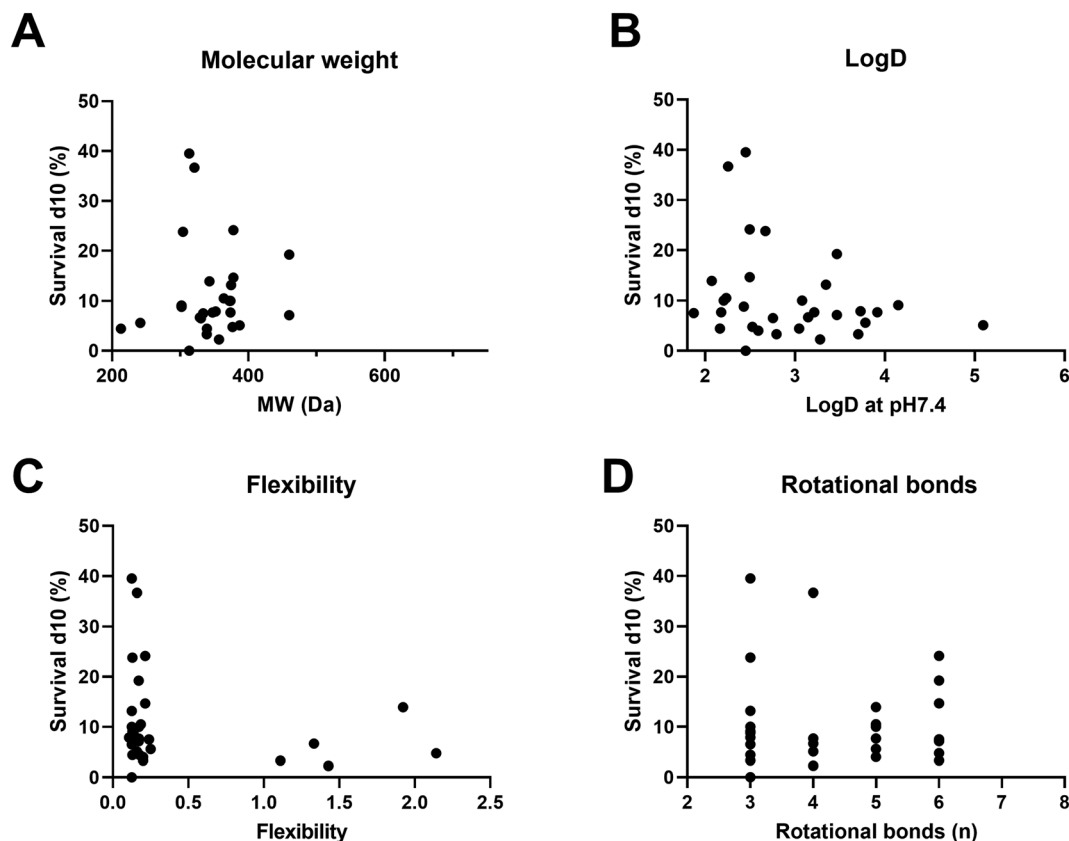 A
Molecular weight
Survival d10 (%)
50
40
30
20
10
0
200
400
600
MW (Da)
B
LogD
Survival d10 (%)
50
40
30
20
10
0
2
3
4
5
6
LogD at pH7.4
C
Flexibility
Survival d10 (%)
50
40
30
20
10
0
0.0
0.5
1.0
1.5
2.0
2.5
Flexibility
D
Rotational bonds
Survival d10 (%)
50
40
30
20
10
0
2
3
4
5
6
7
8
Rotational bonds (n)